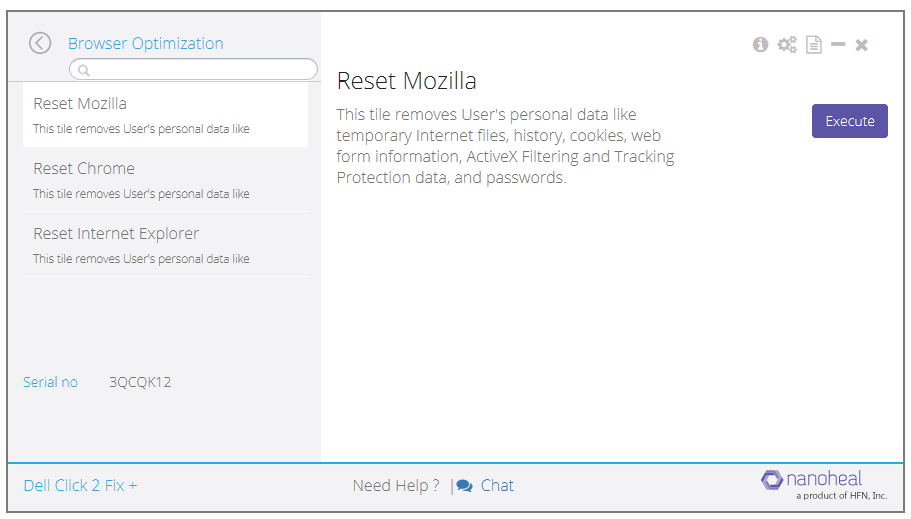 Browser Optimization
Reset Mozilla
This tile removes User's personal data like
Reset Chrome
This tile removes User's personal data like
Reset Internet Explorer
This tile removes User's personal data like
Serial no 3QCQK12
Reset Mozilla
This tile removes User's personal data like
temporary Internet files, history, cookies, web
form information, ActiveX Filtering and Tracking
Protection data, and passwords.
Execute
Dell Click 2 Fix +
Need Help ? | Chat
nanoheal
a product of HFN, Inc.